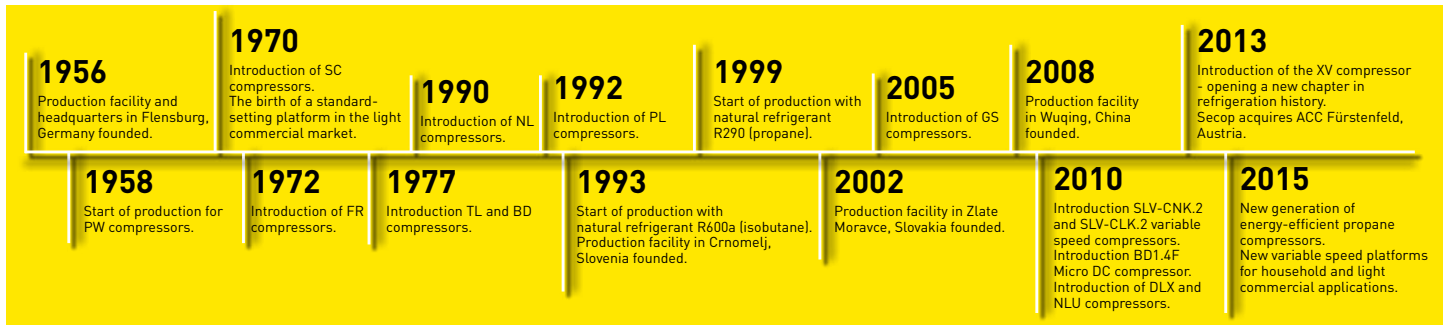 1956
Production facility and
headquarters in Flensburg,
Germany founded.
1958
Start of production for
PW compressors.
1970
Introduction of SC
compressors.
The birth of a standard-
setting platform in the light
commercial market.
1972
Introduction of FR
compressors.
1977
Introduction TL and BD
compressors.
1990
Introduction of NL
compressors.
1992
Introduction of PL
compressors.
1993
Start of production with
natural refrigerant R600a (isobutane).
Production facility in Crnomelj,
Slovenia founded.
1999
Start of production with
natural refrigerant
R290 (propane).
2002
Production facility in Zlate
Moravce, Slovakia founded.
2005
Introduction of GS
compressors.
2008
Production facility
in Wuqing, China
founded.
2010
Introduction SLV-CNK.2
and SLV-CLK.2 variable
speed compressors.
Introduction BD1.4F
Micro DC compressor.
Introduction of DLX and
NLU compressors.
2013
Introduction of the XV compressor
- opening a new chapter in
refrigeration history.
Secop acquires ACC Fürstenfeld,
Austria.
2015
New generation of
energy-efficient propane
compressors.
New variable speed platforms
for household and light
commercial applications.